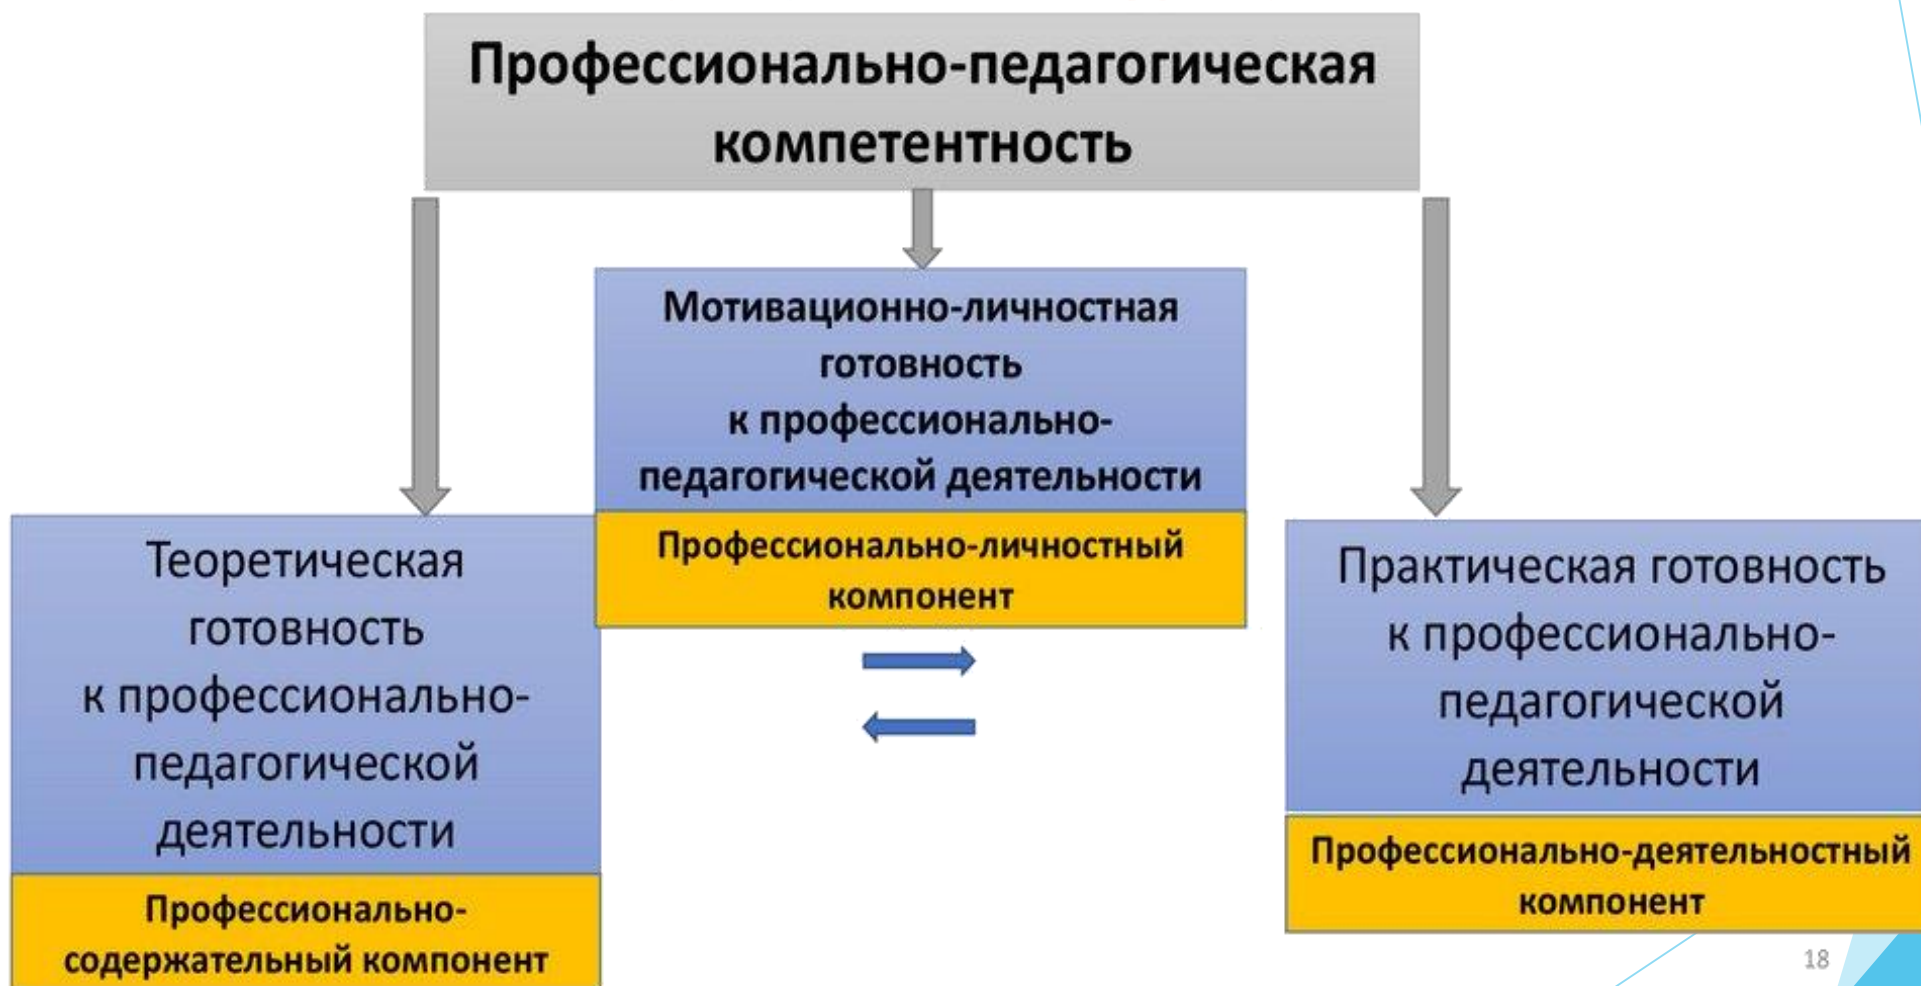 Профессионально-педагогическая
компетентность
Мотивационно-личностная
готовность
к профессионально-
педагогической деятельности
Профессионально-личностный
компонент
Теоретическая
готовность
к профессионально-
педагогической
деятельности
Профессионально-
содержательный компонент
Практическая готовность
к профессионально-
педагогической
деятельности
Профессионально-деятельностный
компонент
18